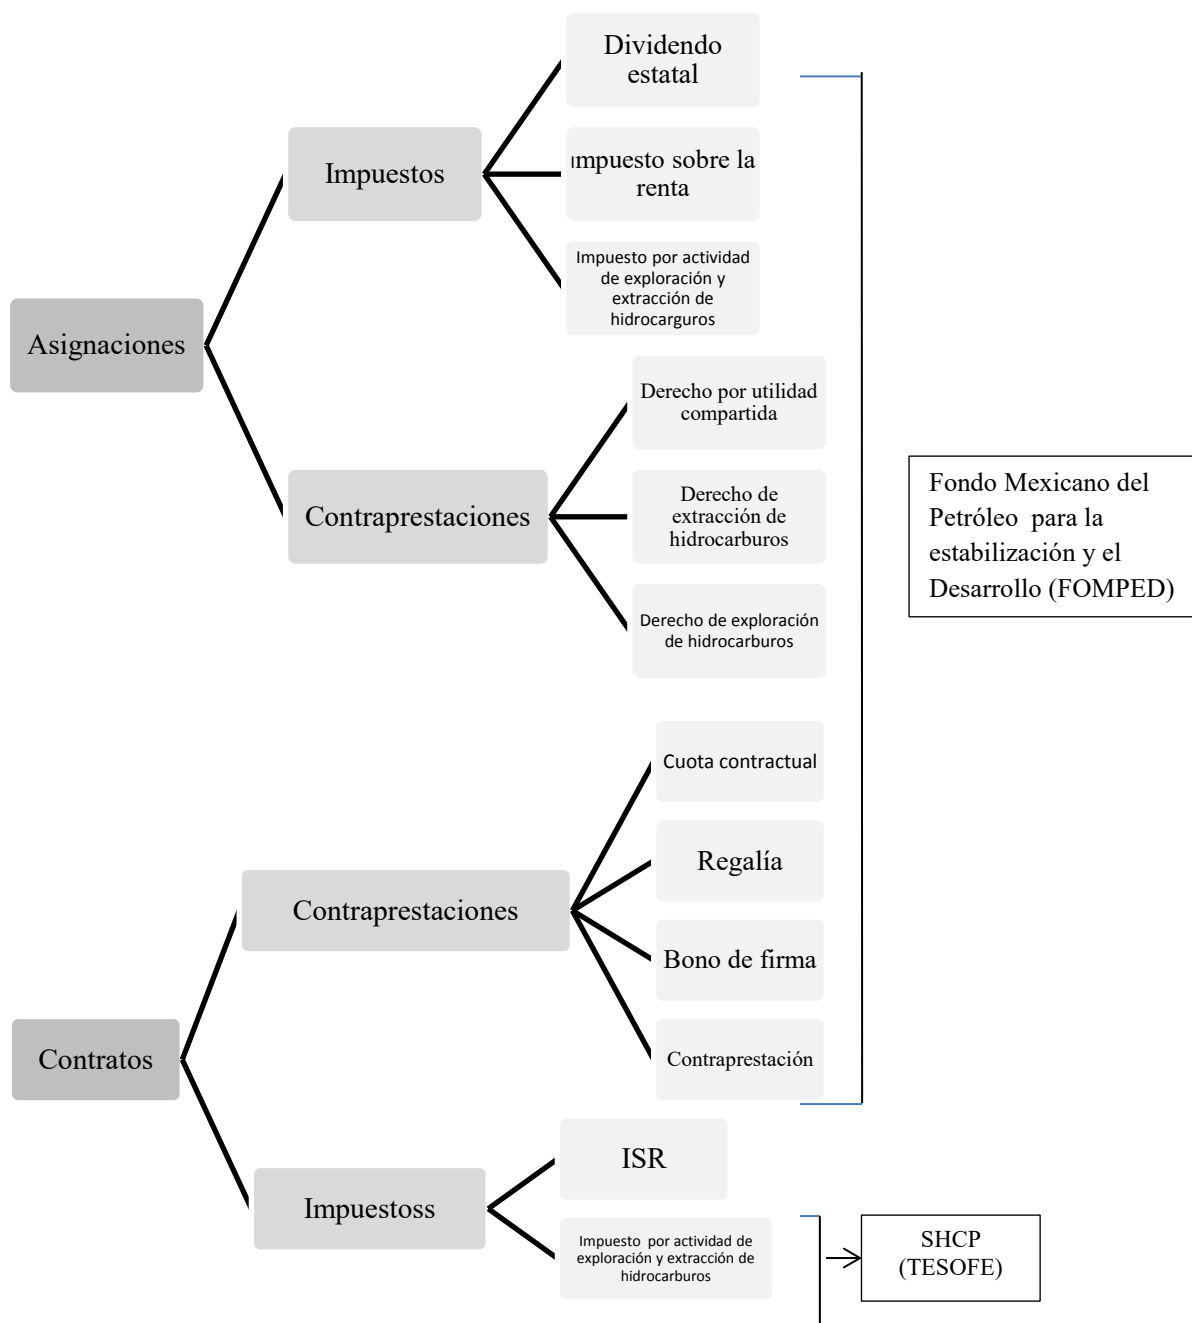 Dividendo
estatal
Impuestos
Impuesto sobre la
renta
Impuesto por actividad
de exploración y
extracción de
hidrocarguros
Asignaciones
Derecho por utilidad
compartida
Contraprestaciones
Derecho de
extracción de
hidrocarburos
Derecho de exploración
de hidrocarburos
Fondo Mexicano del
Petróleo para la
estabilización y el
Desarrollo (FOMPED)
Cuota contractual
Regalía
Contraprestaciones
Bono de firma
Contraprestación
Contratos
ISR
Impuestoss
Impuesto por actividad de
exploración y extracción de
hidrocarburos
SHCP
(TESOFE)